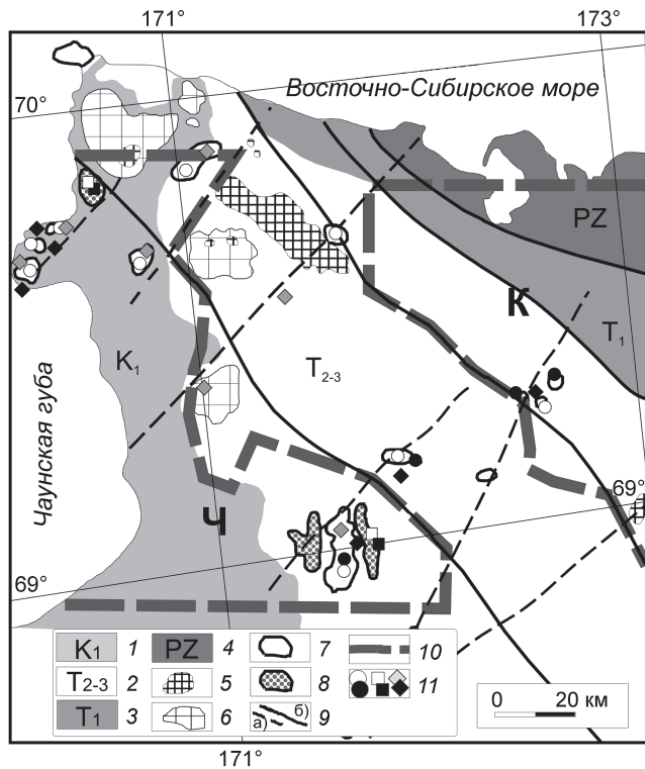 171° 173°
70°
Восточно-Сибирское море
PZ
К
T1
K1
T2-3
Чаунская губа
69°
Ч
69°
K1 1 PZ 4 7 10
T2-3 2 5 8 11
T1 3 6 а) б) 9
0 20 км
171°